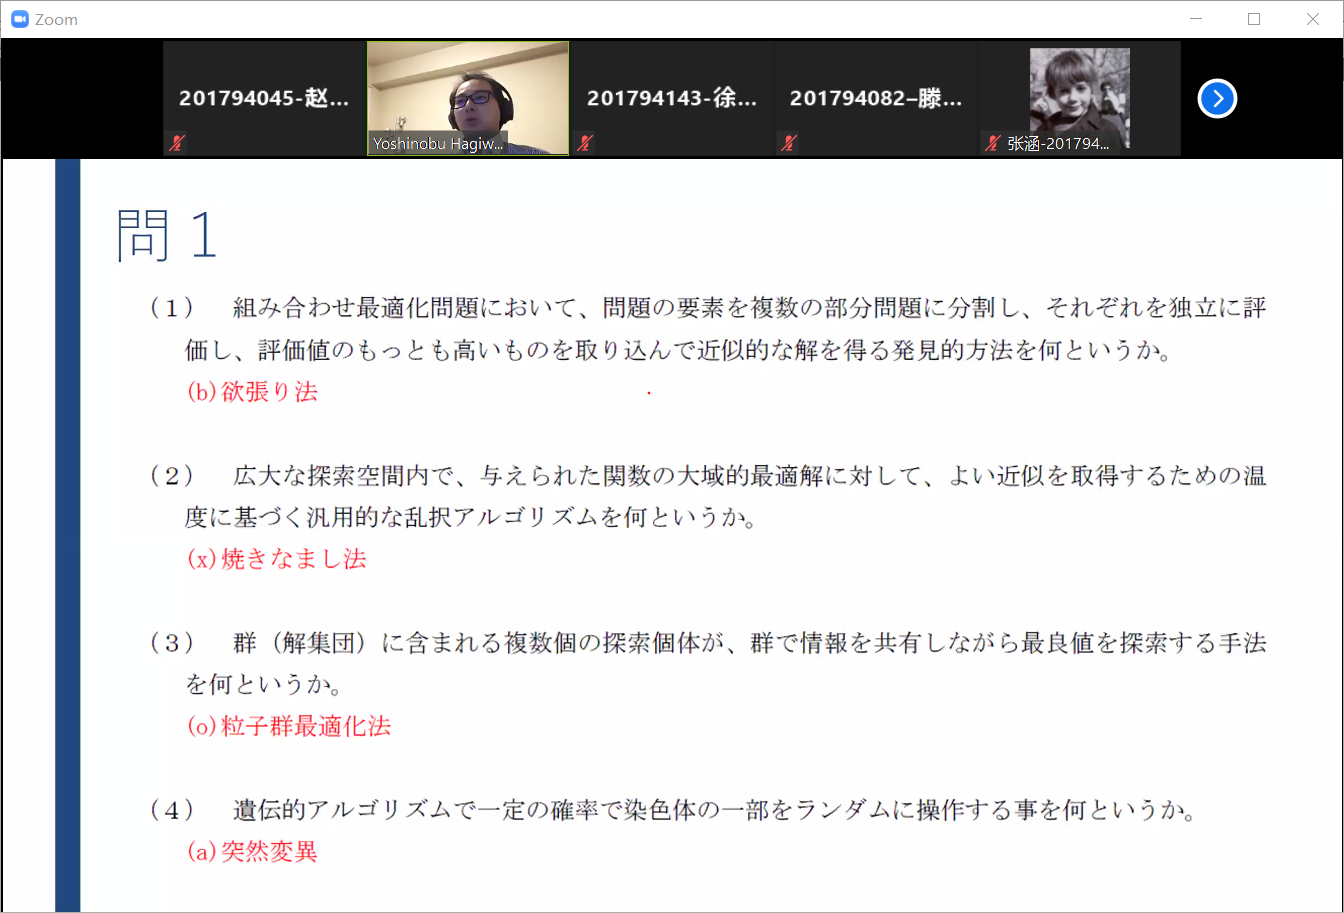 Zoom
201794045-赵...
Yoshinobu Hagiw...
201794143-徐...
201794082–滕...
张涵-201794...
問１
（１） 組み合わせ最適化問題において、問題の要素を複数の部分問題に分割し、それぞれを独立に評
価し、評価値のもっとも高いものを取り込んで近似的な解を得る発見的方法を何というか。
(b)欲張り法
（２） 広大な探索空間内で、与えられた関数の大域的最適解に対して、よい近似を取得するための温
度に基づく汎用的な乱択アルゴリズムを何というか。
(x)焼きなまし法
（３） 群（解集団）に含まれる複数個の探索個体が、群で情報を共有しながら最良値を探索する手法
を何というか。
(o)粒子群最適化法
（４） 遺伝的アルゴリズムで一定の確率で染色体の一部をランダムに操作する事を何というか。
(a)突然変異